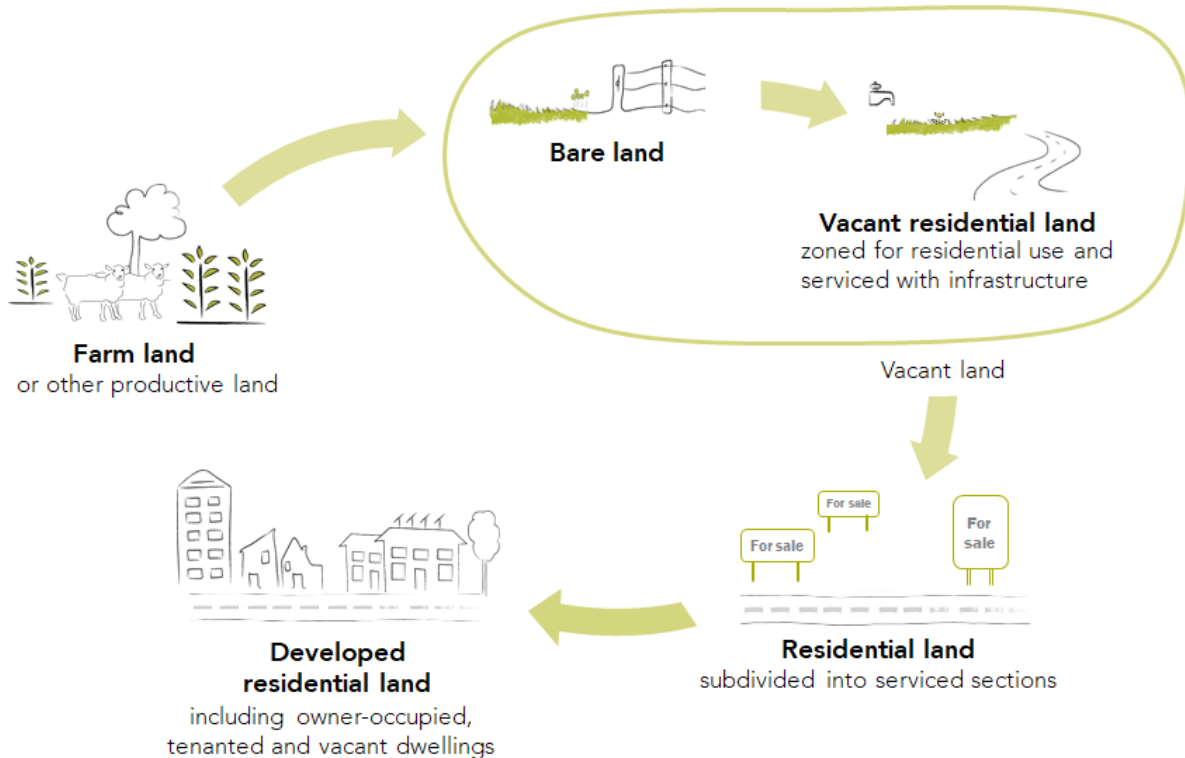 Bare land
Vacant residential land
zoned for residential use and
serviced with infrastructure
Farm land
or other productive land
Vacant land
For sale
For sale
For
sale
Residential land
subdivided into serviced sections
Developed
residential land
including owner-occupied,
tenanted and vacant dwellings